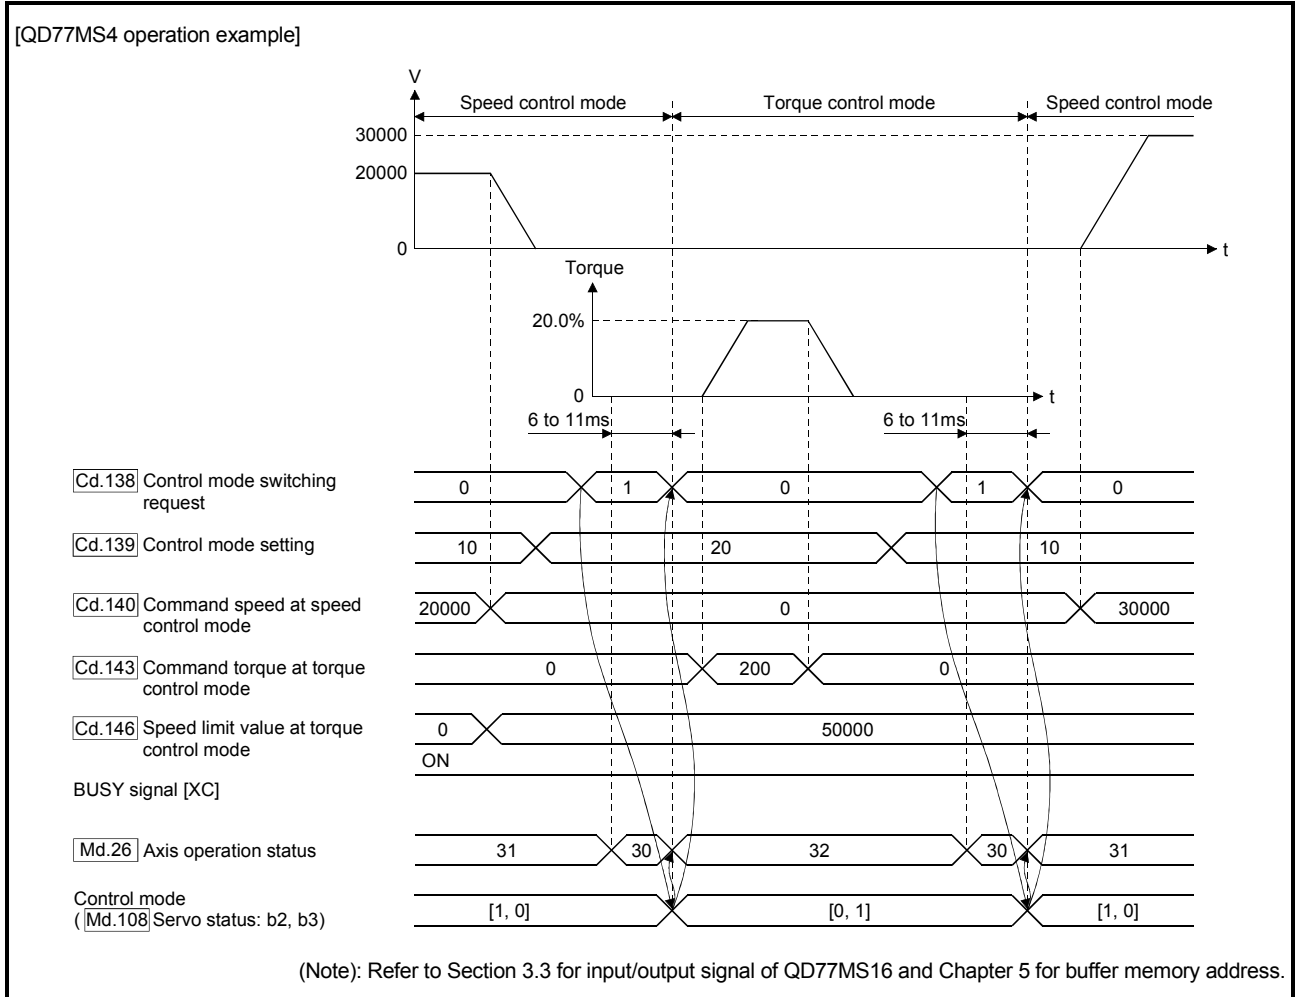 [QD77MS4 operation example]
V
Speed control mode
Torque control mode
Speed control mode
30000
20000
0
t
Torque
20.0%
0
t
6 to 11ms
6 to 11ms
Cd.138 Control mode switching
request
0
1
0
1
0
Cd.139 Control mode setting
10
20
10
Cd.140 Command speed at speed
control mode
20000
0
30000
Cd.143 Command torque at torque
control mode
0
200
0
Cd.146 Speed limit value at torque
control mode
0
50000
ON
BUSY signal [XC]
Md.26 Axis operation status
31
30
32
30
31
Control mode
( Md.108 Servo status: b2, b3)
[1, 0]
[0, 1]
[1, 0]
(Note): Refer to Section 3.3 for input/output signal of QD77MS16 and Chapter 5 for buffer memory address.